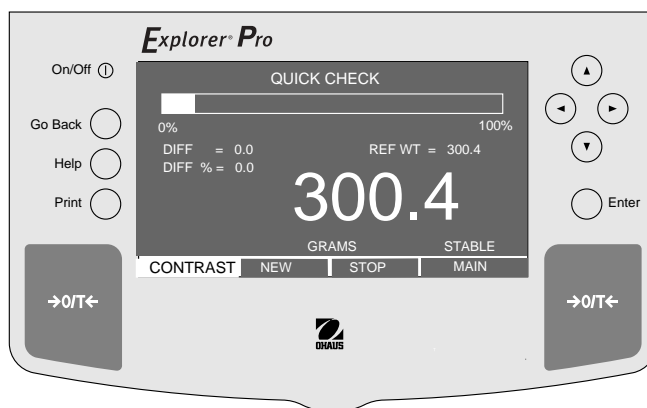 Explorer® Pro
On/Off
QUICK CHECK
Go Back
0% 100%
DIFF = 0.0 REF WT = 300.4
DIFF % = 0.0
Help
300.4
Print
Enter
GRAMS STABLE
CONTRAST NEW STOP MAIN
→0/T← →0/T←
OHAUS